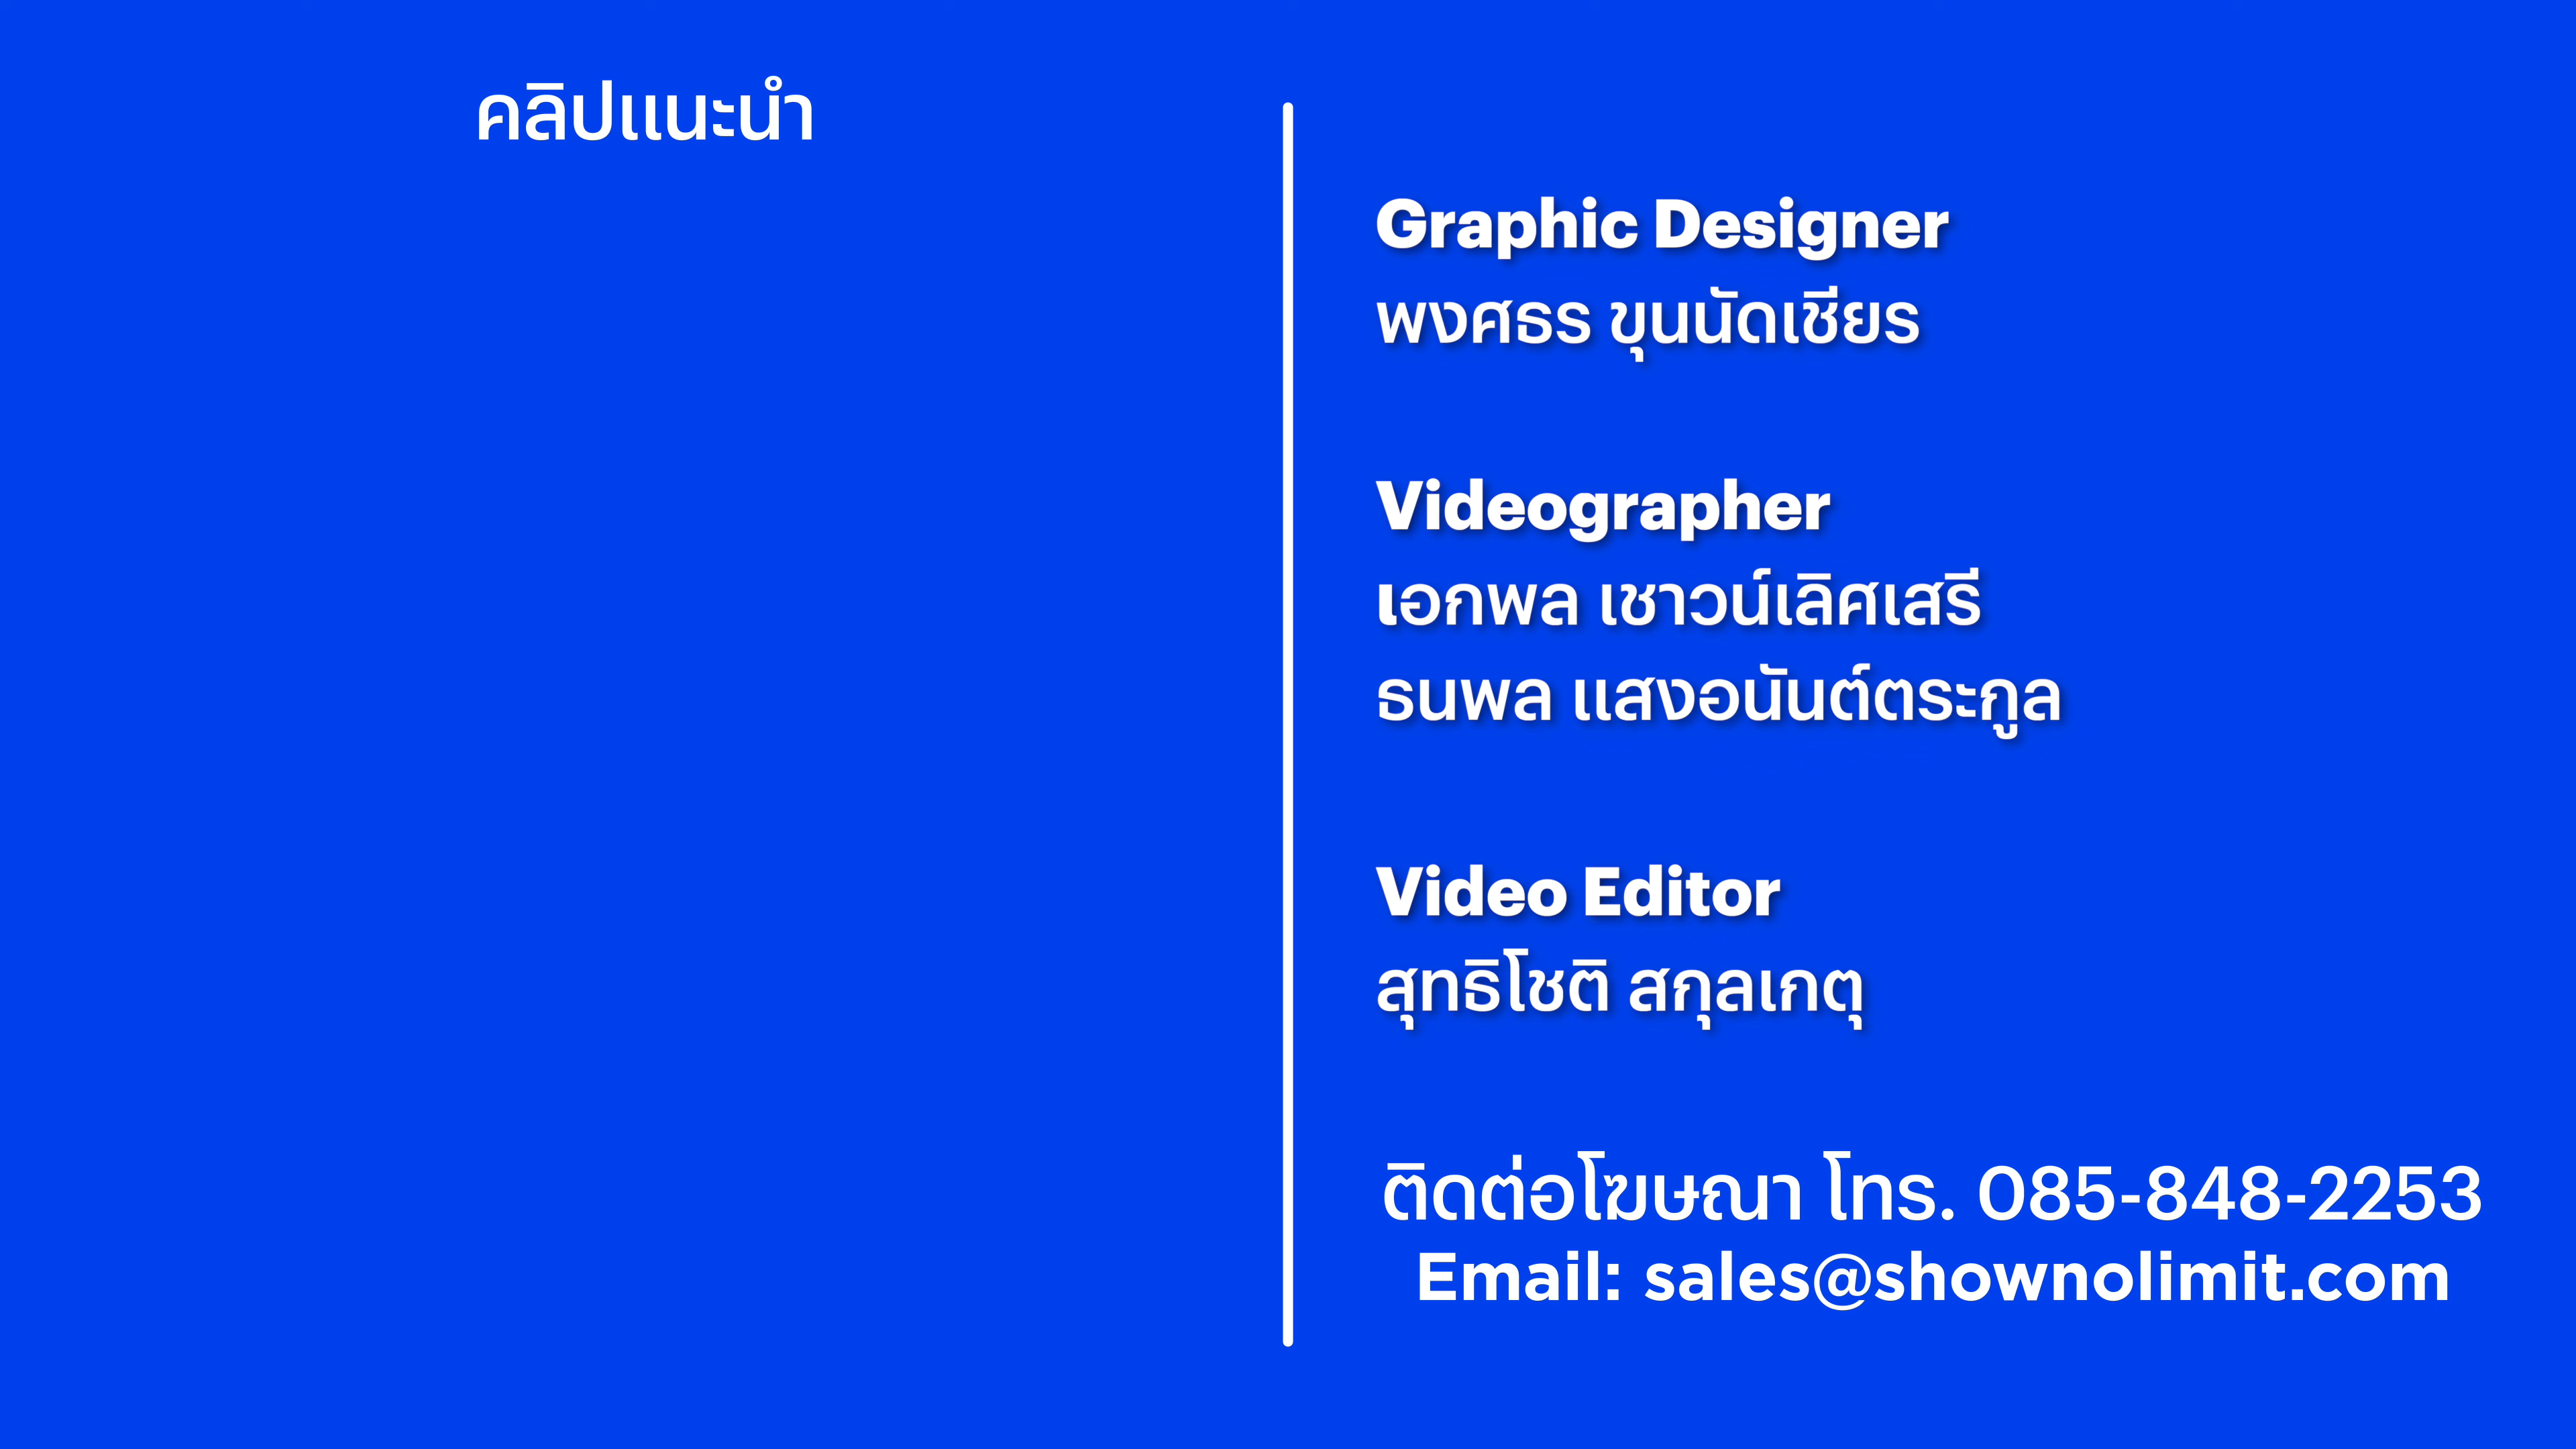 คลิปแนะนำ
Graphic Designer
พงศธร ขุนนัดเชียร
Videographer
เอกพล เชาวน์เลิศเสรี
ธนพล แสงอนันต์ตระกูล
Video Editor
สุทธิโชติ สกุลเกตุ
ติดต่อโฆษณา โทร. 085-848-2253
Email: sales@shownolimit.com